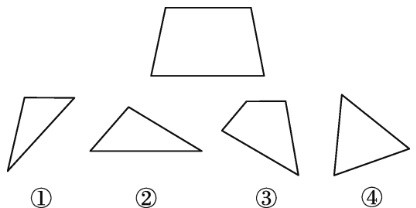 ① ② ③ ④